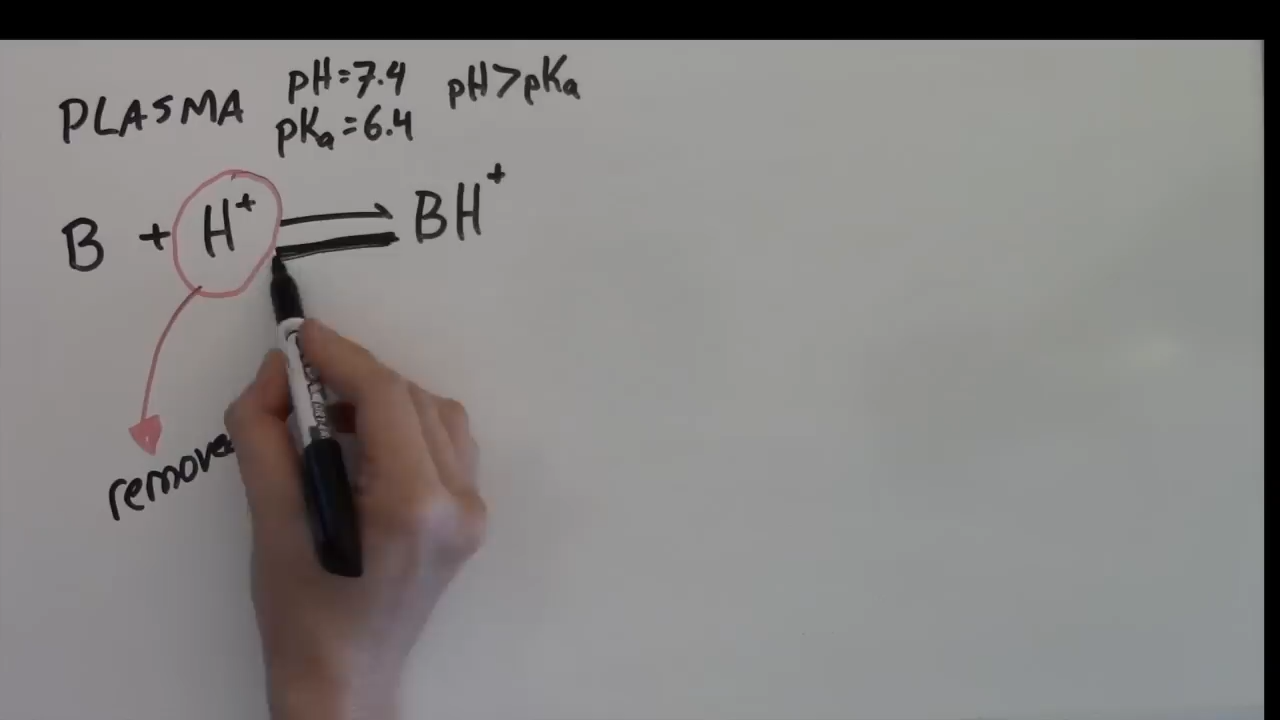 PLASMA pH=7.4 pH>pKa
pKa=6.4
B + H+ ⇌ BH+
remove